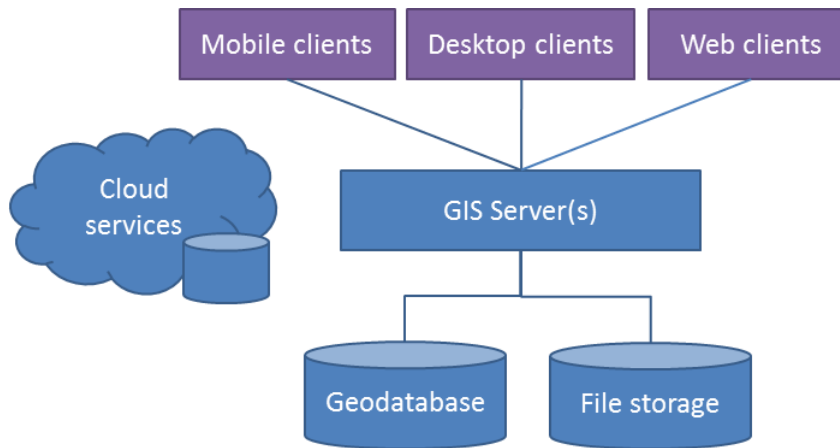 Mobile clients
Desktop clients
Web clients
Cloud
services
GIS Server(s)
Geodatabase
File storage